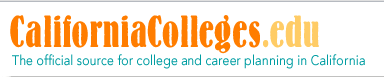 CaliforniaColleges.edu
The official source for college and career planning in California